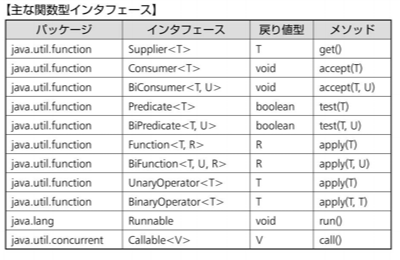 【主な関数型インタフェース】
パッケージ インタフェース 戻り値型 メソッド
java.util.function Supplier<T> T get()
java.util.function Consumer<T> void accept(T)
java.util.function BiConsumer<T, U> void accept(T, U)
java.util.function Predicate<T> boolean test(T)
java.util.function BiPredicate<T, U> boolean test(T, U)
java.util.function Function<T, R> R apply(T)
java.util.function BiFunction<T, U, R> R apply(T, U)
java.util.function UnaryOperator<T> T apply(T)
java.util.function BinaryOperator<T> T apply(T, T)
java.lang Runnable void run()
java.util.concurrent Callable<V> V call()